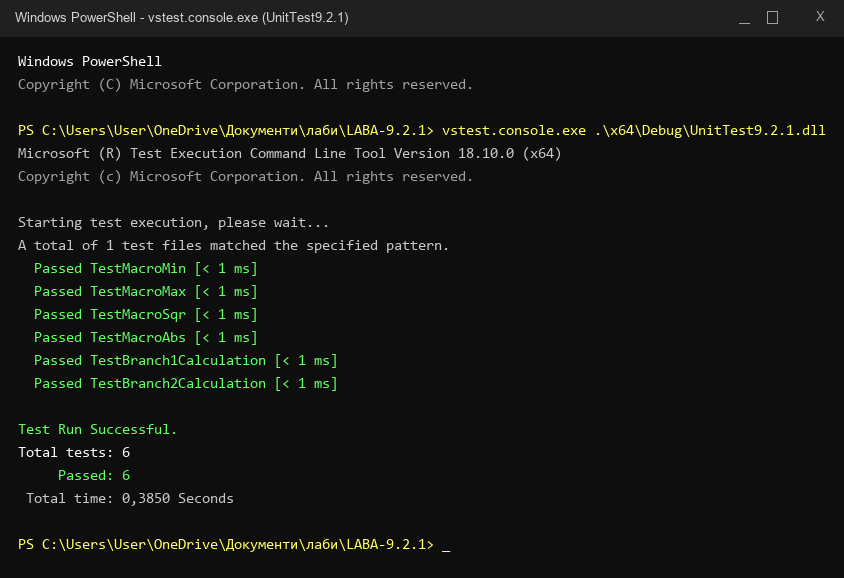 Windows PowerShell - vstest.console.exe (UnitTest9.2.1)
Windows PowerShell
Copyright (C) Microsoft Corporation. All rights reserved.
PS C:\Users\User\OneDrive\Документи\лаби\LABA-9.2.1> vstest.console.exe .\x64\Debug\UnitTest9.2.1.dll
Microsoft (R) Test Execution Command Line Tool Version 18.10.0 (x64)
Copyright (c) Microsoft Corporation. All rights reserved.
Starting test execution, please wait...
A total of 1 test files matched the specified pattern.
Passed TestMacroMin [< 1 ms]
Passed TestMacroMax [< 1 ms]
Passed TestMacroSqr [< 1 ms]
Passed TestMacroAbs [< 1 ms]
Passed TestBranch1Calculation [< 1 ms]
Passed TestBranch2Calculation [< 1 ms]
Test Run Successful.
Total tests: 6
Passed: 6
Total time: 0,3850 Seconds
PS C:\Users\User\OneDrive\Документи\лаби\LABA-9.2.1> _